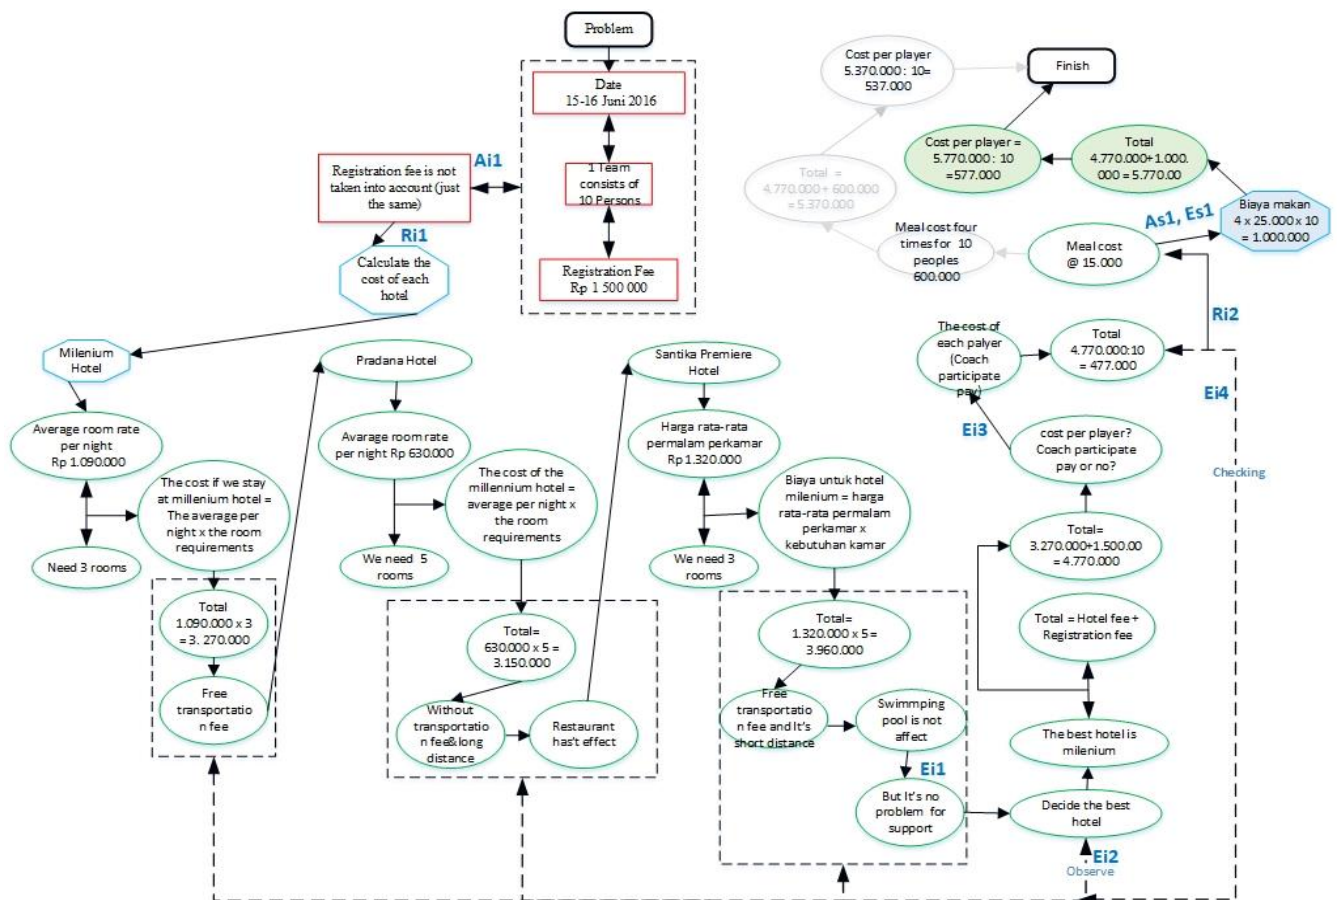 Problem
Date
15-16 Juni 2016
1 Team
consists of
10 Persons
Registration Fee
Rp 1 500 000
Ai1
Registration fee is not
taken into account (just
the same)
Ri1
Calculate the
cost of each
hotel
Milenium
Hotel
Average room rate
per night
Rp 1.090.000
Need 3 rooms
The cost if we stay
at millenium hotel =
The average per
night x the room
requirements
Total
1.090.000 x 3
= 3. 270.000
Free
transportatio
n fee
Pradana Hotel
Avarage room rate
per night Rp 630.000
We need 5
rooms
The cost of the
millennium hotel =
average per night x
the room
requirements
Total=
630.000 x 5 =
3.150.000
Without
transportatio
n fee&long
distance
Restaurant
has't effect
Santika Premiere
Hotel
Harga rata-rata
permalam perkamar
Rp 1.320.000
We need 3
rooms
Biaya untuk hotel
milenium = harga
rata-rata permalam
perkamar x
kebutuhan kamar
Total=
1.320.000 x 5 =
3.960.000
Free
transportatio
n fee and It's
short distance
Swimmping
pool is not
affect
Ei1
But It's no
problem for
support
Decide the best
hotel
Ei2
Observe
The best hotel is
milenium
Total = Hotel fee +
Registration fee
Total=
3.270.000+1.500.00
= 4.770.000
cost per player?
Coach participate
pay or no?
Ei3
The cost of
each palyer
(Coach
participate
pay)
Total
4.770.000:10
= 477.000
Checking
Ei4
Ri2
Meal cost
@ 15.000
Meal cost four
times for 10
peoples
600.000
Total =
4.770.000 + 600.000
= 5.370.000
Cost per player
5.370.000 : 10=
537.000
As1, Es1
Biaya makan
4 x 25.000 x 10
= 1.000.000
Total
4.770.000+1.000.
000 = 5.770.00
Cost per player =
5.770.000 : 10
=577.000
Finish